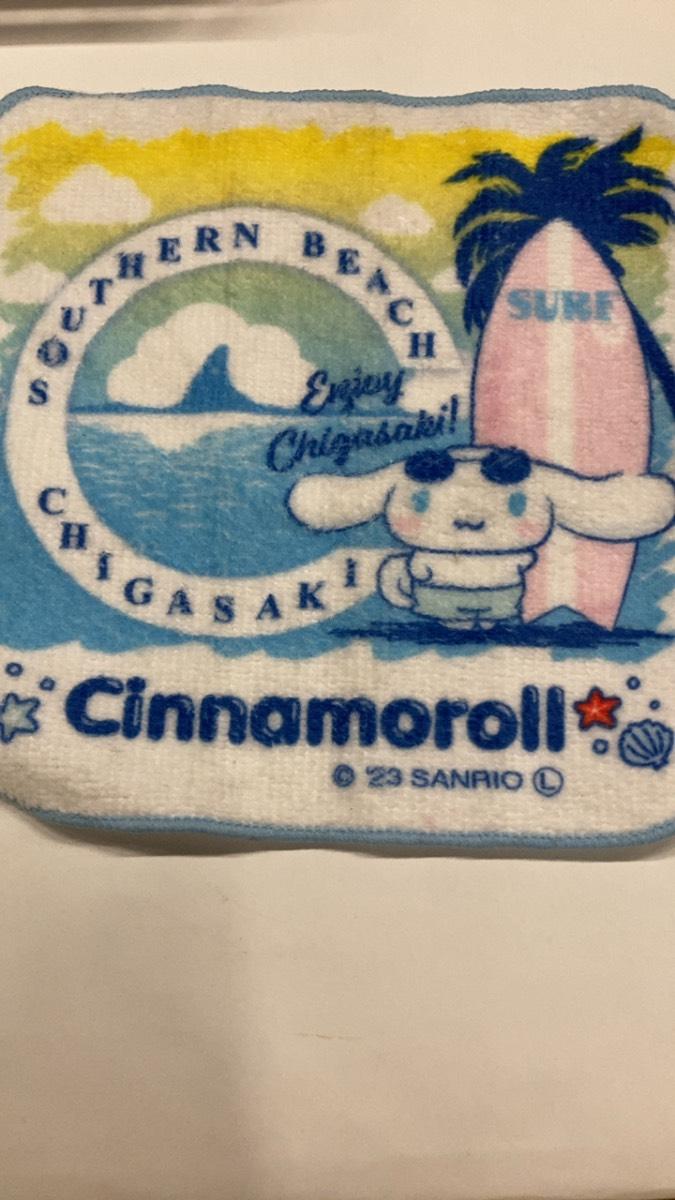 SOUTHERN BEACH
CHIGASAKI
Enjoy
Chigasaki!
SURF
Cinnamoroll
© '23 SANRIO Ⓛ